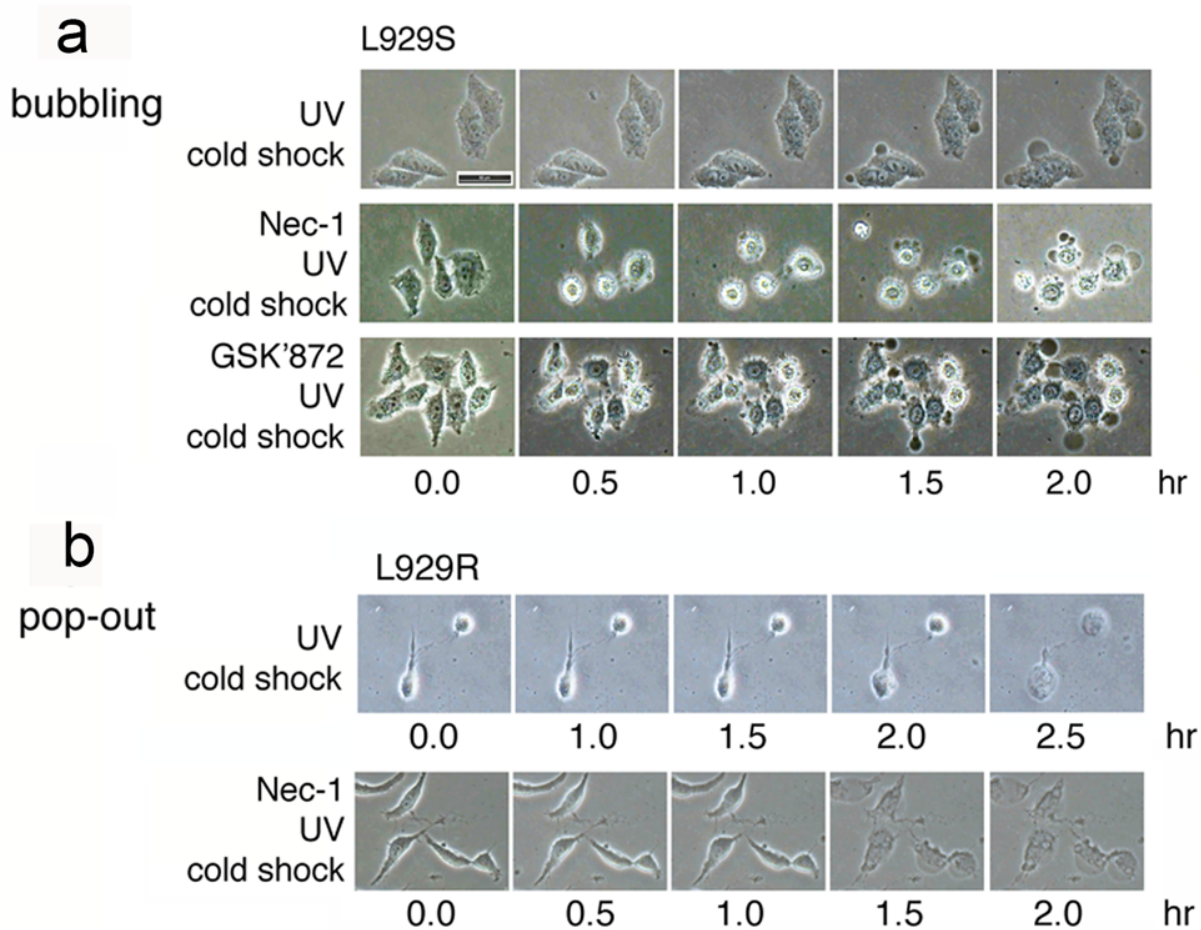 a
L929S
bubbling
UV
cold shock
Nec-1
UV
cold shock
GSK'872
UV
cold shock
0.0 0.5 1.0 1.5 2.0 hr
b
L929R
pop-out
UV
cold shock
0.0 1.0 1.5 2.0 2.5 hr
Nec-1
UV
cold shock
0.0 0.5 1.0 1.5 2.0 hr